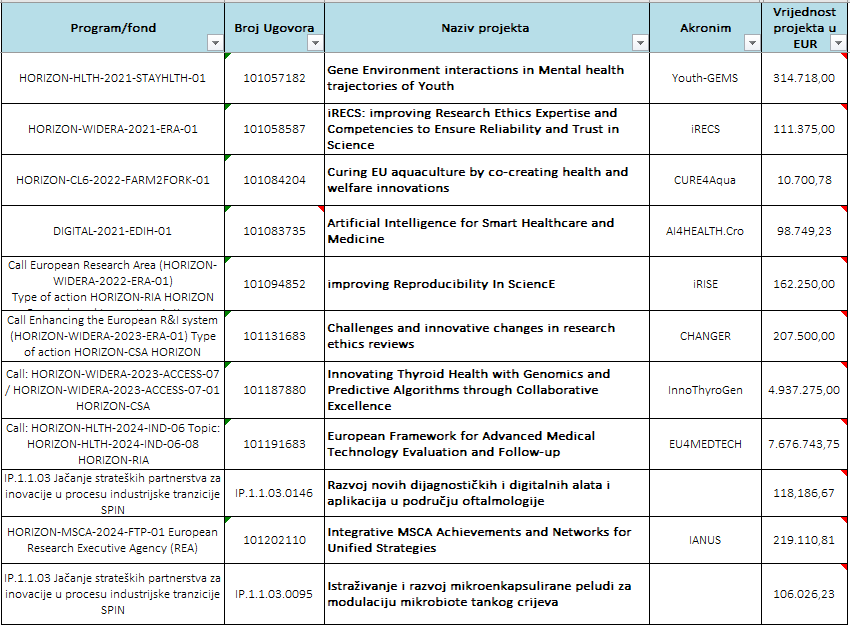 Program/fond
Broj Ugovora
Naziv projekta
Akronim
Vrijednost
projekta u
EUR
HORIZON-HLTH-2021-STAYHLTH-01
101057182
Gene Environment interactions in Mental health
trajectories of Youth
Youth-GEMS
314.718,00
HORIZON-WIDERA-2021-ERA-01
101058587
iRECS: improving Research Ethics Expertise and
Competencies to Ensure Reliability and Trust in
Science
iRECS
111.375,00
HORIZON-CL6-2022-FARM2FORK-01
101084204
Curing EU aquaculture by co-creating health and
welfare innovations
CURE4Aqua
10.700,78
DIGITAL-2021-EDIH-01
101083735
Artificial Intelligence for Smart Healthcare and
Medicine
AI4HEALTH.Cro
98.749,23
Call European Research Area (HORIZON-
WIDERA-2022-ERA-01)
Type of action HORIZON-RIA HORIZON
101094852
improving Reproducibility In SciencE
iRISE
162.250,00
Call Enhancing the European R&I system
(HORIZON-WIDERA-2023-ERA-01) Type
of action HORIZON-CSA HORIZON
101131683
Challenges and innovative changes in research
ethics reviews
CHANGER
207.500,00
Call: HORIZON-WIDERA-2023-ACCESS-07
/ HORIZON-WIDERA-2023-ACCESS-07-01
HORIZON-CSA
101187880
Innovating Thyroid Health with Genomics and
Predictive Algorithms through Collaborative
Excellence
InnoThyroGen
4.937.275,00
Call: HORIZON-HLTH-2024-IND-06 Topic:
HORIZON-HLTH-2024-IND-06-08
HORIZON-RIA
101191683
European Framework for Advanced Medical
Technology Evaluation and Follow-up
EU4MEDTECH
7.676.743,75
IP.1.1.03 Jačanje strateških partnerstva za
inovacije u procesu industrijske tranzicije
SPIN
IP.1.1.03.0146
Razvoj novih dijagnostičkih i digitalnih alata i
aplikacija u području oftalmologije
118,186,67
HORIZON-MSCA-2024-FTP-01 European
Research Executive Agency (REA)
101202110
Integrative MSCA Achievements and Networks for
Unified Strategies
IANUS
219.110,81
IP.1.1.03 Jačanje strateških partnerstva za
inovacije u procesu industrijske tranzicije
SPIN
IP.1.1.03.0095
Istraživanje i razvoj mikroenkapsulirane peludi za
modulaciju mikrobiote tankog crijeva
106.026,23